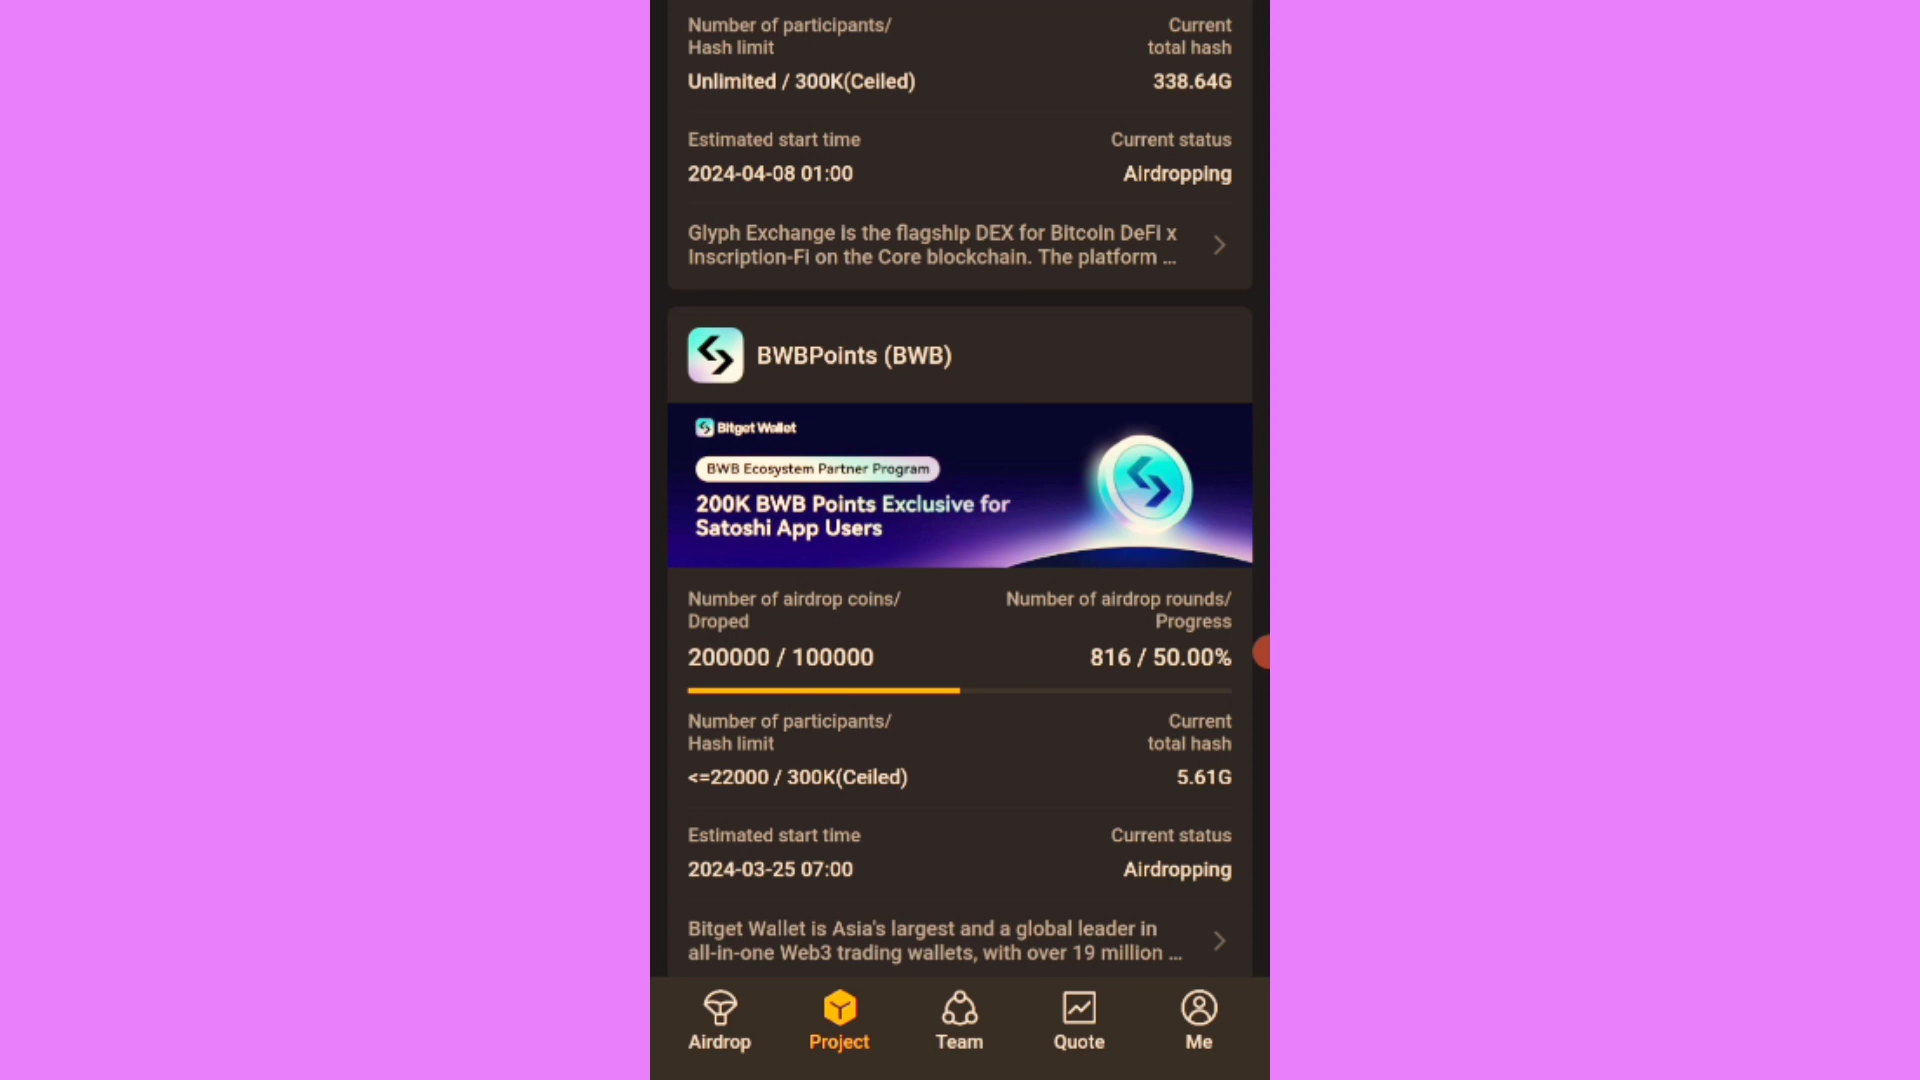 Number of participants/
Hash limit
Current
total hash
Unlimited / 300K(Ceiled)
338.64G
Estimated start time
Current status
2024-04-08 01:00
Airdropping
Glyph Exchange is the flagship DEX for Bitcoin DeFi x
Inscription-Fi on the Core blockchain. The platform ...
BWBPoints (BWB)
Bitget Wallet
BWB Ecosystem Partner Program
200K BWB Points Exclusive for
Satoshi App Users
Number of airdrop coins/
Droped
Number of airdrop rounds/
Progress
200000 / 100000
816 / 50.00%
Number of participants/
Hash limit
Current
total hash
<=22000 / 300K(Ceiled)
5.61G
Estimated start time
Current status
2024-03-25 07:00
Airdropping
Bitget Wallet is Asia's largest and a global leader in
all-in-one Web3 trading wallets, with over 19 million ...
Airdrop
Project
Team
Quote
Me